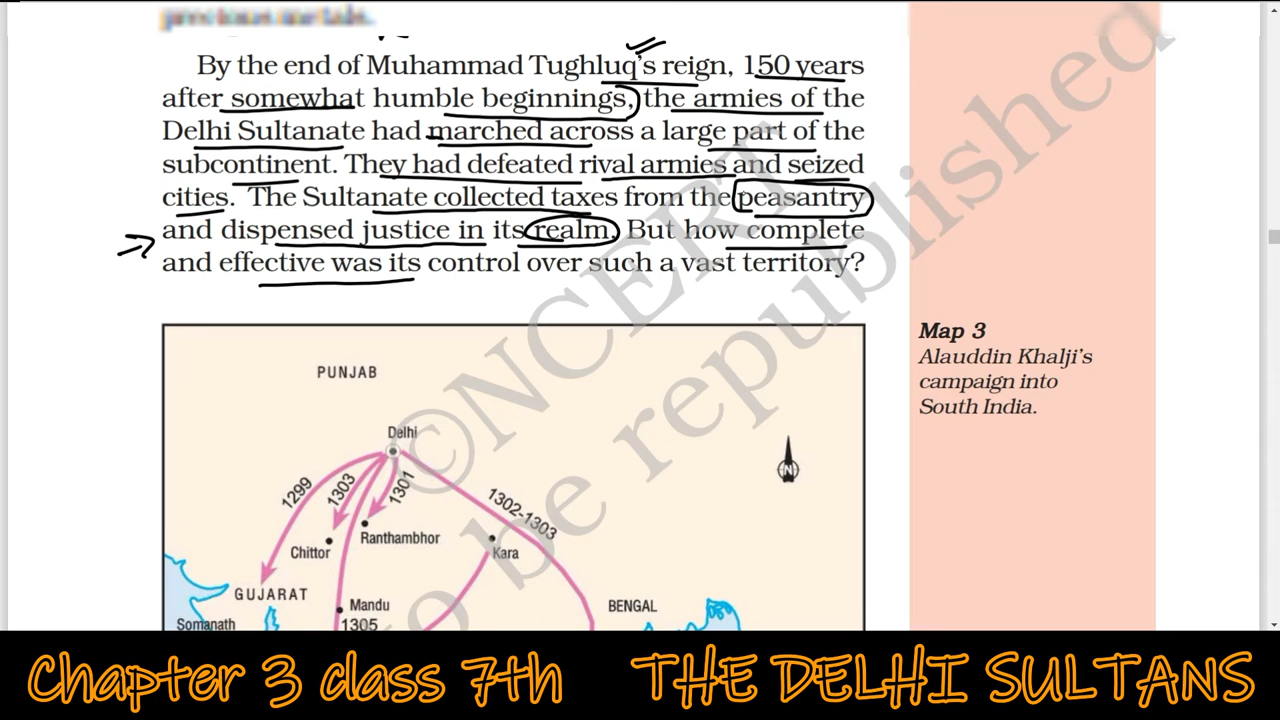 precious metals.
By the end of Muhammad Tughluq's reign, 150 years
after somewhat humble beginnings, the armies of the
Delhi Sultanate had marched across a large part of the
subcontinent. They had defeated rival armies and seized
cities. The Sultanate collected taxes from the peasantry
and dispensed justice in its realm. But how complete
and effective was its control over such a vast territory?
©NCERT
to be republished
Map 3
Alauddin Khalji's
campaign into
South India.
PUNJAB
Delhi
1299
1303
1301
1302-1303
Ranthambhor
Chittor
Kara
GUJARAT
Mandu
1305
BENGAL
Somanath
N
Chapter 3 class 7th THE DELHI SULTANS